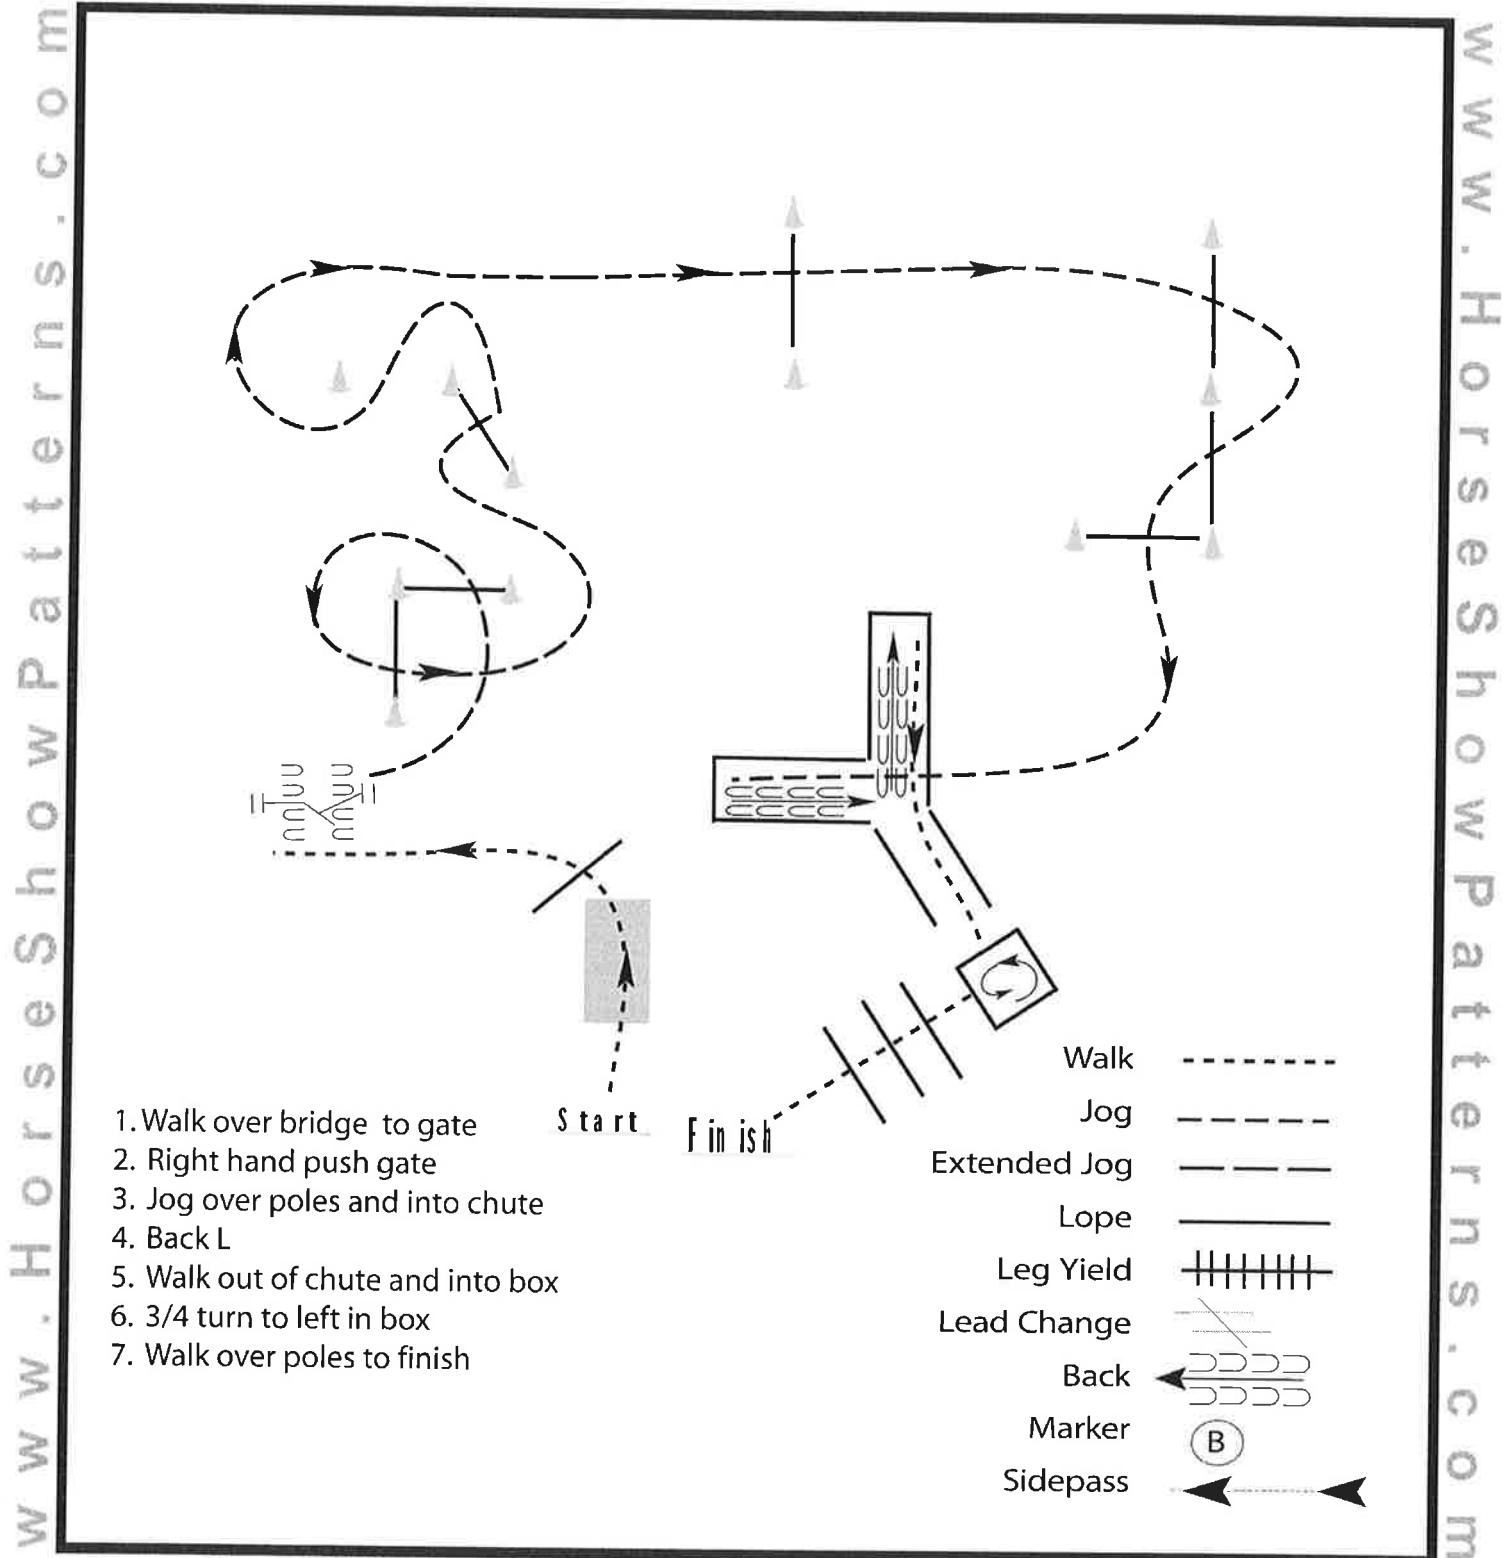 www.HorseShowPatterns.com
www.HorseShowPatterns.com
Start
Finish
1. Walk over bridge to gate
2. Right hand push gate
3. Jog over poles and into chute
4. Back L
5. Walk out of chute and into box
6. 3/4 turn to left in box
7. Walk over poles to finish
Walk
Jog
Extended Jog
Lope
Leg Yield
Lead Change
Back
Marker B
Sidepass